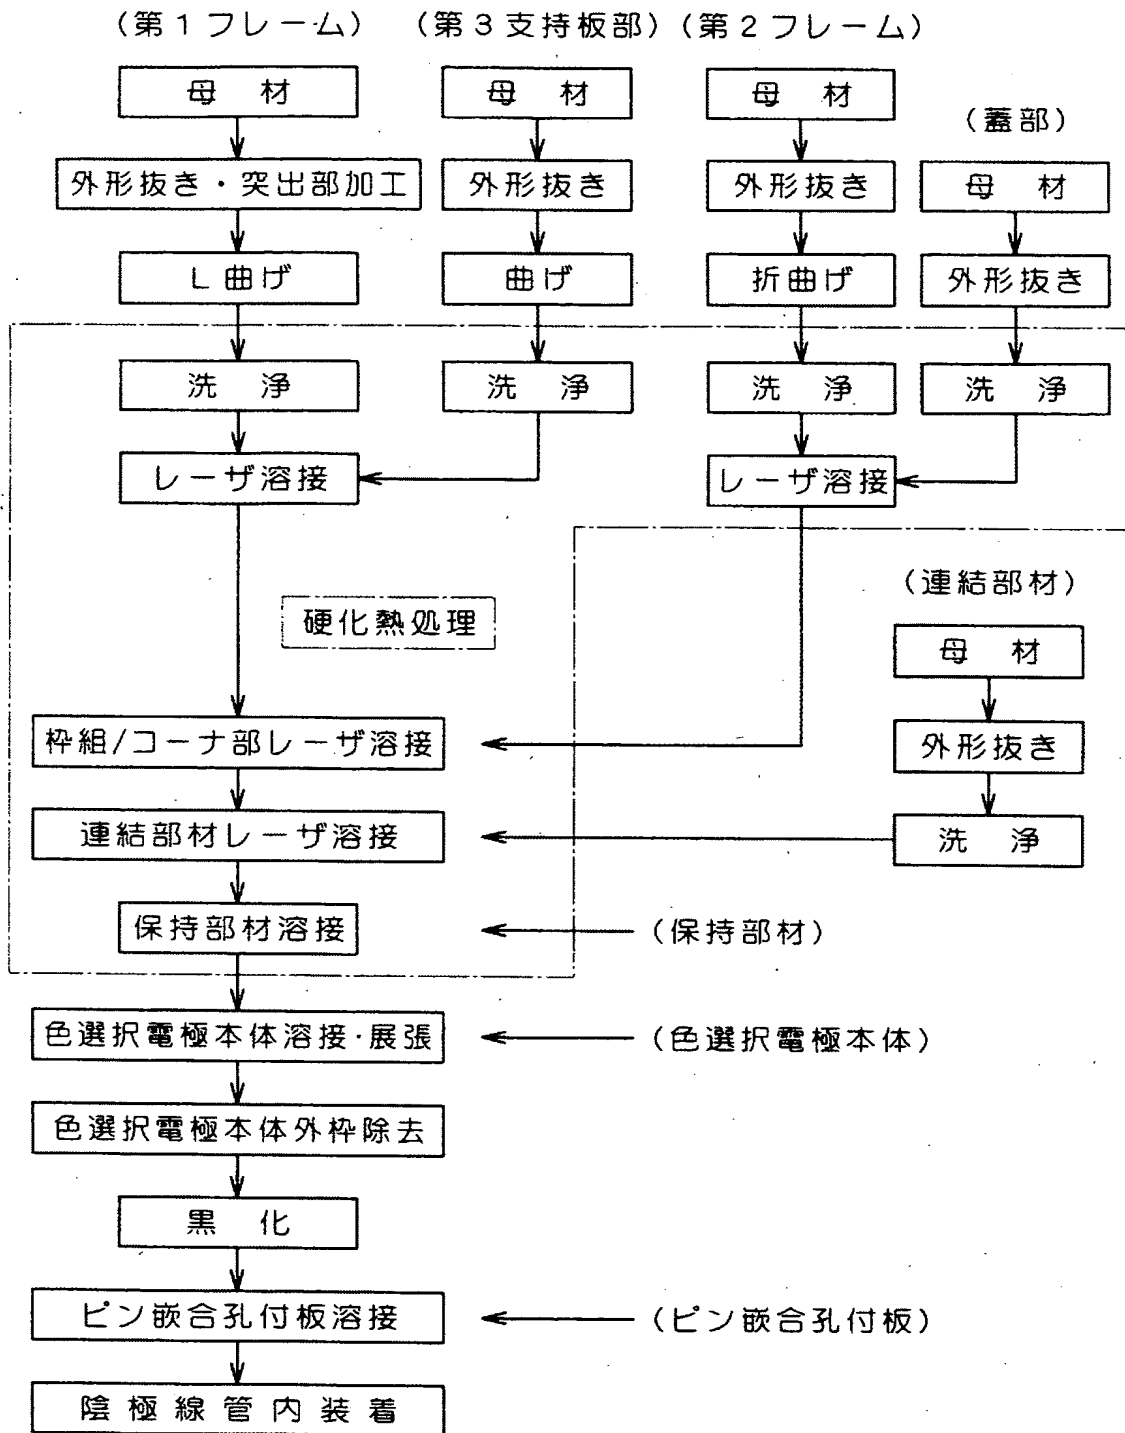 (第1フレーム)
(第3支持板部)
(第2フレーム)
母材
母材
母材
(蓋部)
外形抜き・突出部加工
外形抜き
外形抜き
母材
L曲げ
曲げ
折曲げ
外形抜き
洗浄
洗浄
洗浄
洗浄
レーザ溶接
レーザ溶接
(連結部材)
硬化熱処理
母材
枠組/コーナ部レーザ溶接
外形抜き
連結部材レーザ溶接
洗浄
保持部材溶接
(保持部材)
色選択電極本体溶接・展張
(色選択電極本体)
色選択電極本体外枠除去
黒化
ピン嵌合孔付板溶接
(ピン嵌合孔付板)
陰極線管内装着